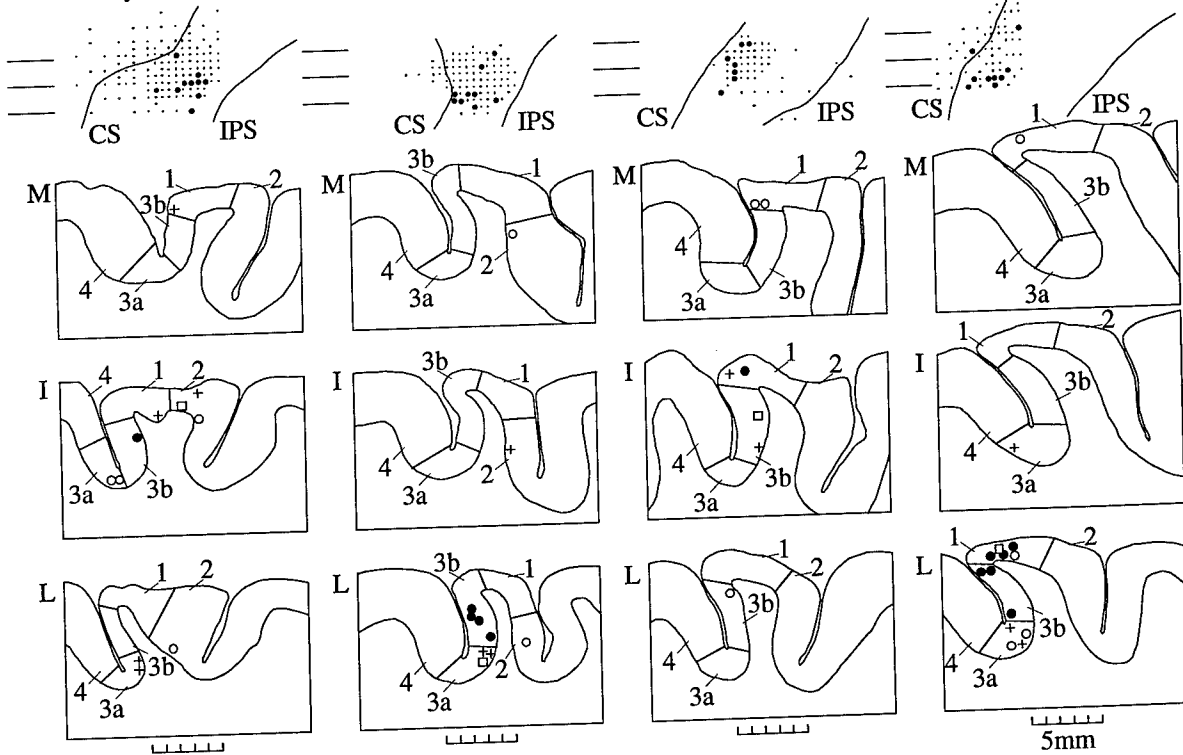 CS IPS CS IPS CS IPS CS IPS
M 1 2 3b 4 3a
M 3b 1 4 2 3a
M 1 2 4 3a 3b
M 1 2 3b 4 3a
I 4 1 2 3a 3b
I 3b 1 4 2 3a
I 1 2 4 3b 3a
I 1 2 3b 4 3a
L 1 2 3b 4 3a
L 3b 1 4 2 3a
L 1 2 3b 4 3a
L 1 2 3b 4 3a
5mm